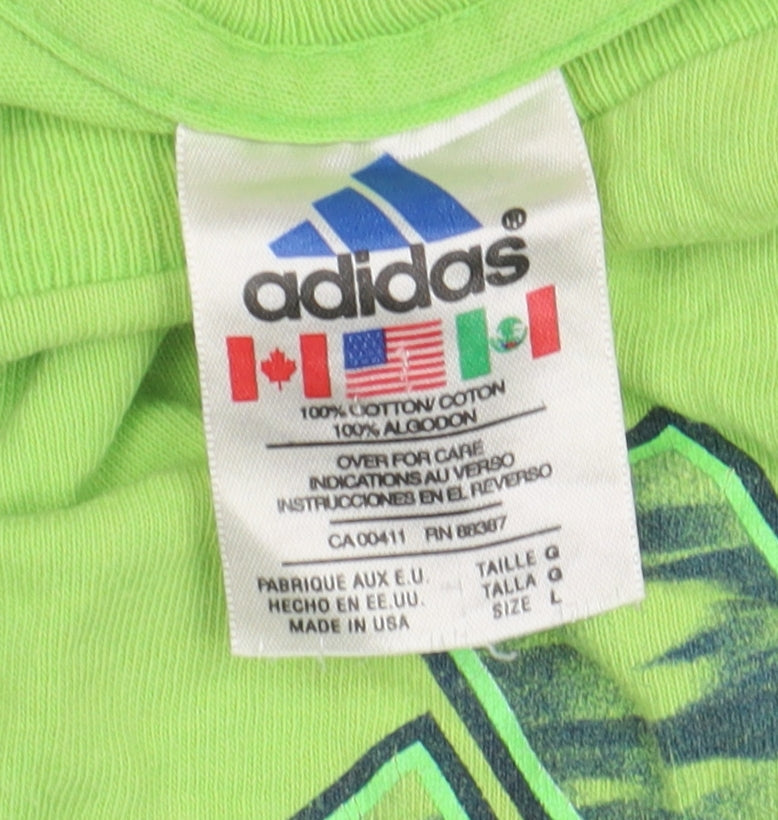 adidas®
100% COTTON/ COTON
100% ALGODON
OVER FOR CARE
INDICATIONS AU VERSO
INSTRUCCIONES EN EL REVERSO
CA 00411 RN 88387
FABRIQUE AUX E.U. TAILLE G
HECHO EN EE.UU. TALLA G
MADE IN USA SIZE L